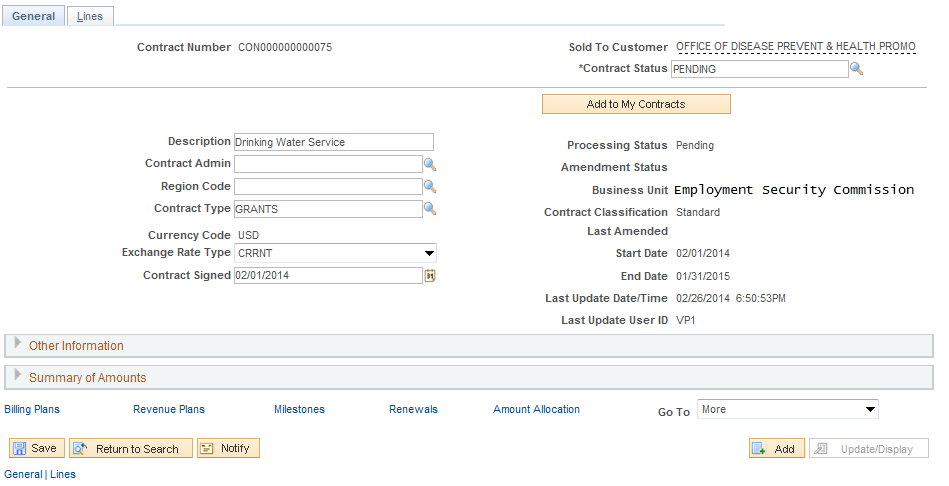 General
Lines
Contract Number CON000000000075
Sold To Customer OFFICE OF DISEASE PREVENT & HEALTH PROMO
*Contract Status PENDING
Add to My Contracts
Description Drinking Water Service
Processing Status Pending
Contract Admin
Amendment Status
Region Code
Business Unit Employment Security Commission
Contract Type GRANTS
Contract Classification Standard
Currency Code USD
Last Amended
Exchange Rate Type CRRNT
Start Date 02/01/2014
Contract Signed 02/01/2014
End Date 01/31/2015
Last Update Date/Time 02/26/2014 6:50:53PM
Last Update User ID VP1
Other Information
Summary of Amounts
Billing Plans Revenue Plans Milestones Renewals Amount Allocation Go To More
Save Return to Search Notify Add Update/Display
General | Lines